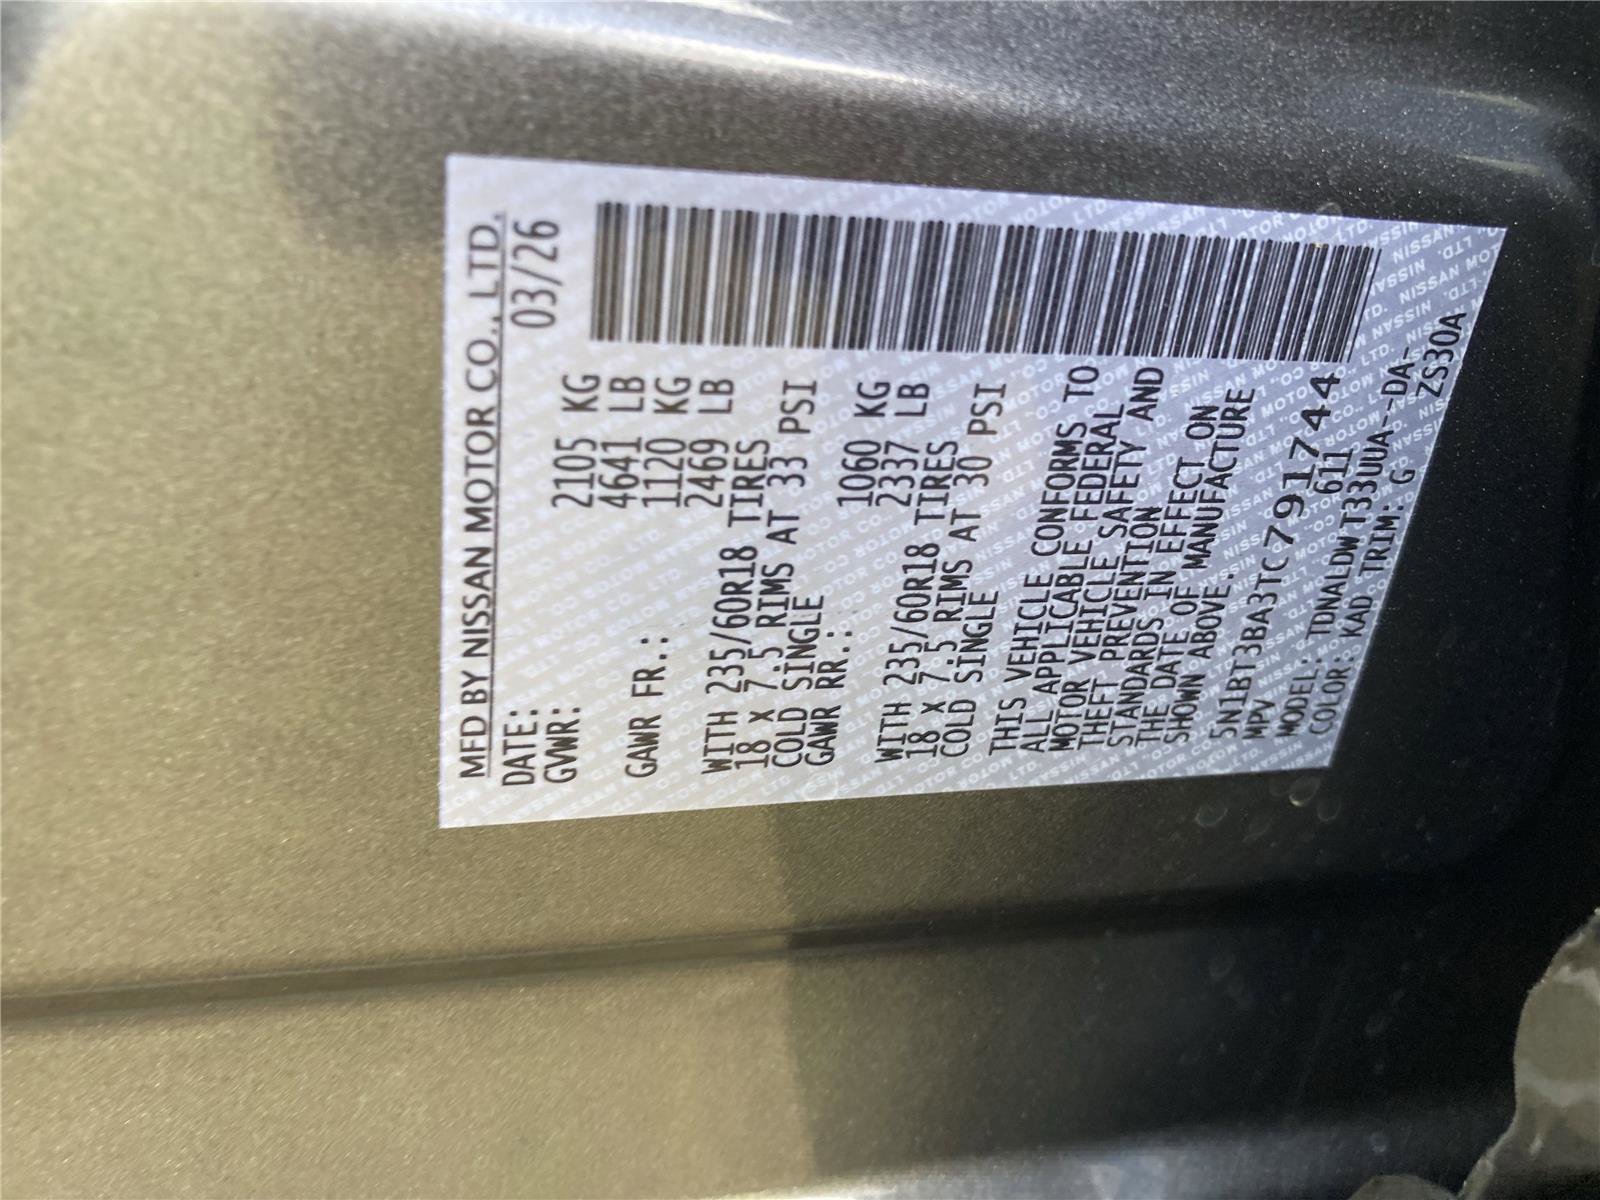 MFD BY NISSAN MOTOR CO., LTD.
DATE: 03/26
GVWR: 2105 KG
4641 LB
GAWR FR.: 1120 KG
2469 LB
WITH 235/60R18 TIRES
18 X 7.5 RIMS AT 33 PSI
COLD SINGLE
GAWR RR.: 1060 KG
2337 LB
WITH 235/60R18 TIRES
18 X 7.5 RIMS AT 30 PSI
COLD SINGLE
THIS VEHICLE CONFORMS TO
ALL APPLICABLE FEDERAL
MOTOR VEHICLE SAFETY AND
THEFT PREVENTION
STANDARDS IN EFFECT ON
THE DATE OF MANUFACTURE
SHOWN ABOVE.
5N1BT3BA3TC791744
MPV 611
MODEL: TDNALDWT33UUA--DA-
COLOR: KAD TRIM: G ZS30A